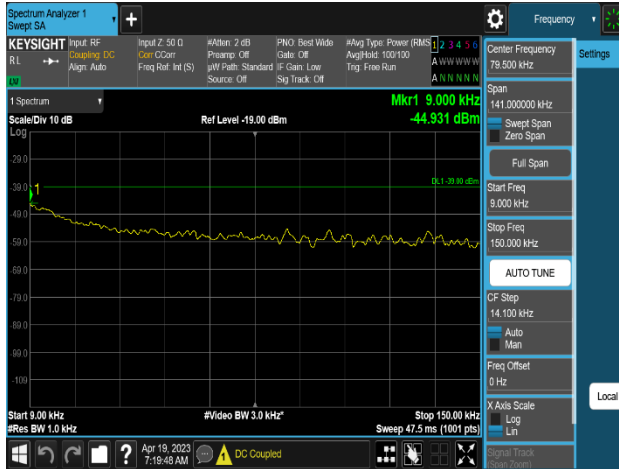 Spectrum Analyzer 1
Swept SA
+
Frequency
KEYSIGHT
RL
Input: RF
Coupling: DC
Align: Auto
Input Z: 50 Ω
Corr CCorr
Freq Ref: Int (S)
#Atten: 2 dB
Preamp: Off
µW Path: Standard
Source: Off
PNO: Best Wide
Gate: Off
IF Gain: Low
Sig Track: Off
#Avg Type: Power (RMS
Avg|Hold: 100/100
Trig: Free Run
1 2 3 4 5 6
A W W W W W
A N N N N N
1 Spectrum
Scale/Div 10 dB
Ref Level -19.00 dBm
Mkr1 9.000 kHz
-44.931 dBm
Log
-29.0
-39.0
-49.0
-59.0
-69.0
-79.0
-89.0
-99.0
-109
1
DL1 -39.00 dBm
Start 9.00 kHz
#Res BW 1.0 kHz
#Video BW 3.0 kHz*
Stop 150.00 kHz
Sweep 47.5 ms (1001 pts)
Center Frequency
79.500 kHz
Span
141.000000 kHz
Swept Span
Zero Span
Full Span
Start Freq
9.000 kHz
Stop Freq
150.000 kHz
AUTO TUNE
CF Step
14.100 kHz
Auto
Man
Freq Offset
0 Hz
X Axis Scale
Log
Lin
Signal Track
(Span Zoom)
Settings
Local
?
Apr 19, 2023
7:19:48 AM
DC Coupled